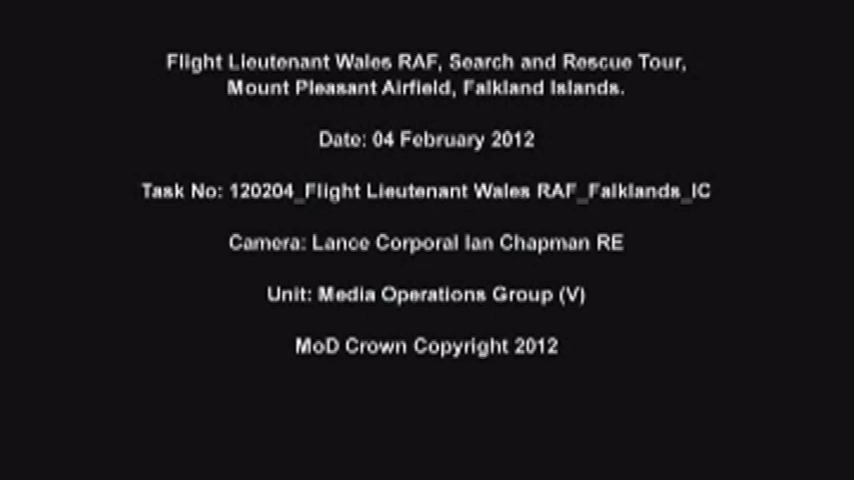 Flight Lieutenant Wales RAF, Search and Rescue Tour,
Mount Pleasant Airfield, Falkland Islands.
Date: 04 February 2012
Task No: 120204_Flight Lieutenant Wales RAF_Falklands_IC
Camera: Lance Corporal Ian Chapman RE
Unit: Media Operations Group (V)
MoD Crown Copyright 2012